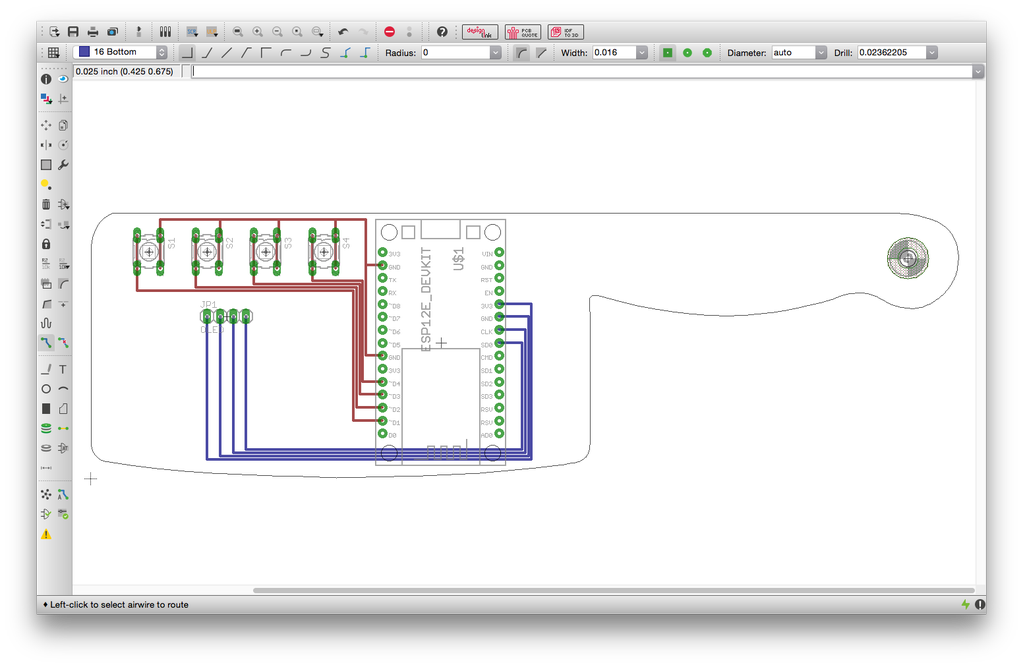 design link
PCB QUOTE
IDF TO 3D
16 Bottom
Radius:
0
Width:
0.016
Diameter:
auto
Drill:
0.02362205
0.025 inch (0.425 0.675)
S1
S2
S3
S4
JP1
ESP12E_DEVKIT
U$1
3V3
GND
TX
RX
~D8
~D7
~D6
~D5
GND
3V3
~D4
~D3
~D2
~D1
D0
VIN
GND
RST
EN
3V3
GND
CLK
SD0
CMD
SD1
SD2
SD3
RSV
RSV
AD0
Left-click to select airwire to route